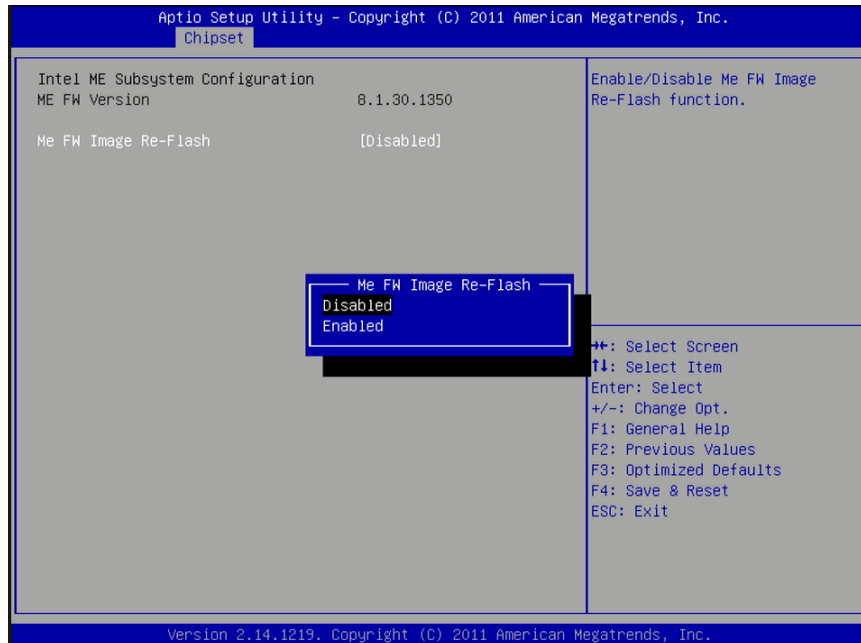 Aptio Setup Utility – Copyright (C) 2011 American Megatrends, Inc.
Chipset
Intel ME Subsystem Configuration
ME FW Version 8.1.30.1350
Me FW Image Re-Flash [Disabled]
Enable/Disable Me FW Image
Re-Flash function.
Me FW Image Re-Flash
Disabled
Enabled
→←: Select Screen
↑↓: Select Item
Enter: Select
+/-: Change Opt.
F1: General Help
F2: Previous Values
F3: Optimized Defaults
F4: Save & Reset
ESC: Exit
Version 2.14.1219. Copyright (C) 2011 American Megatrends, Inc.